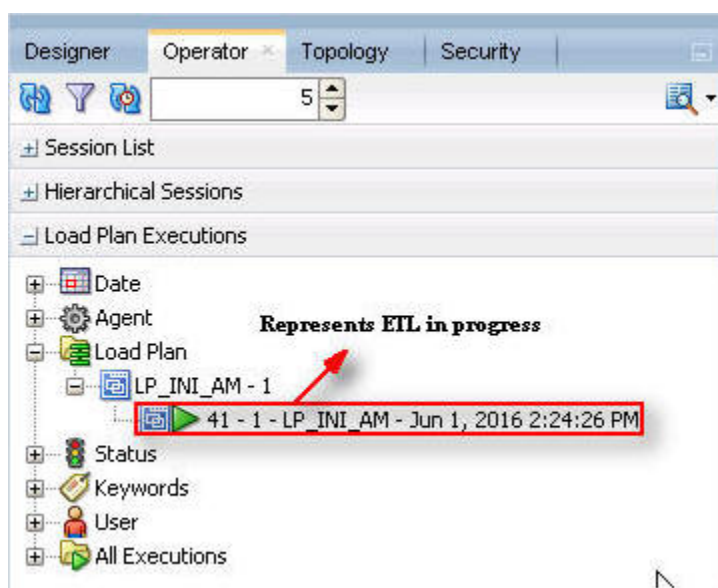 Designer Operator Topology Security
5
Session List
Hierarchical Sessions
Load Plan Executions
Date
Agent
Represents ETL in progress
Load Plan
LP_INI_AM - 1
41 - 1 - LP_INI_AM - Jun 1, 2016 2:24:26 PM
Status
Keywords
User
All Executions